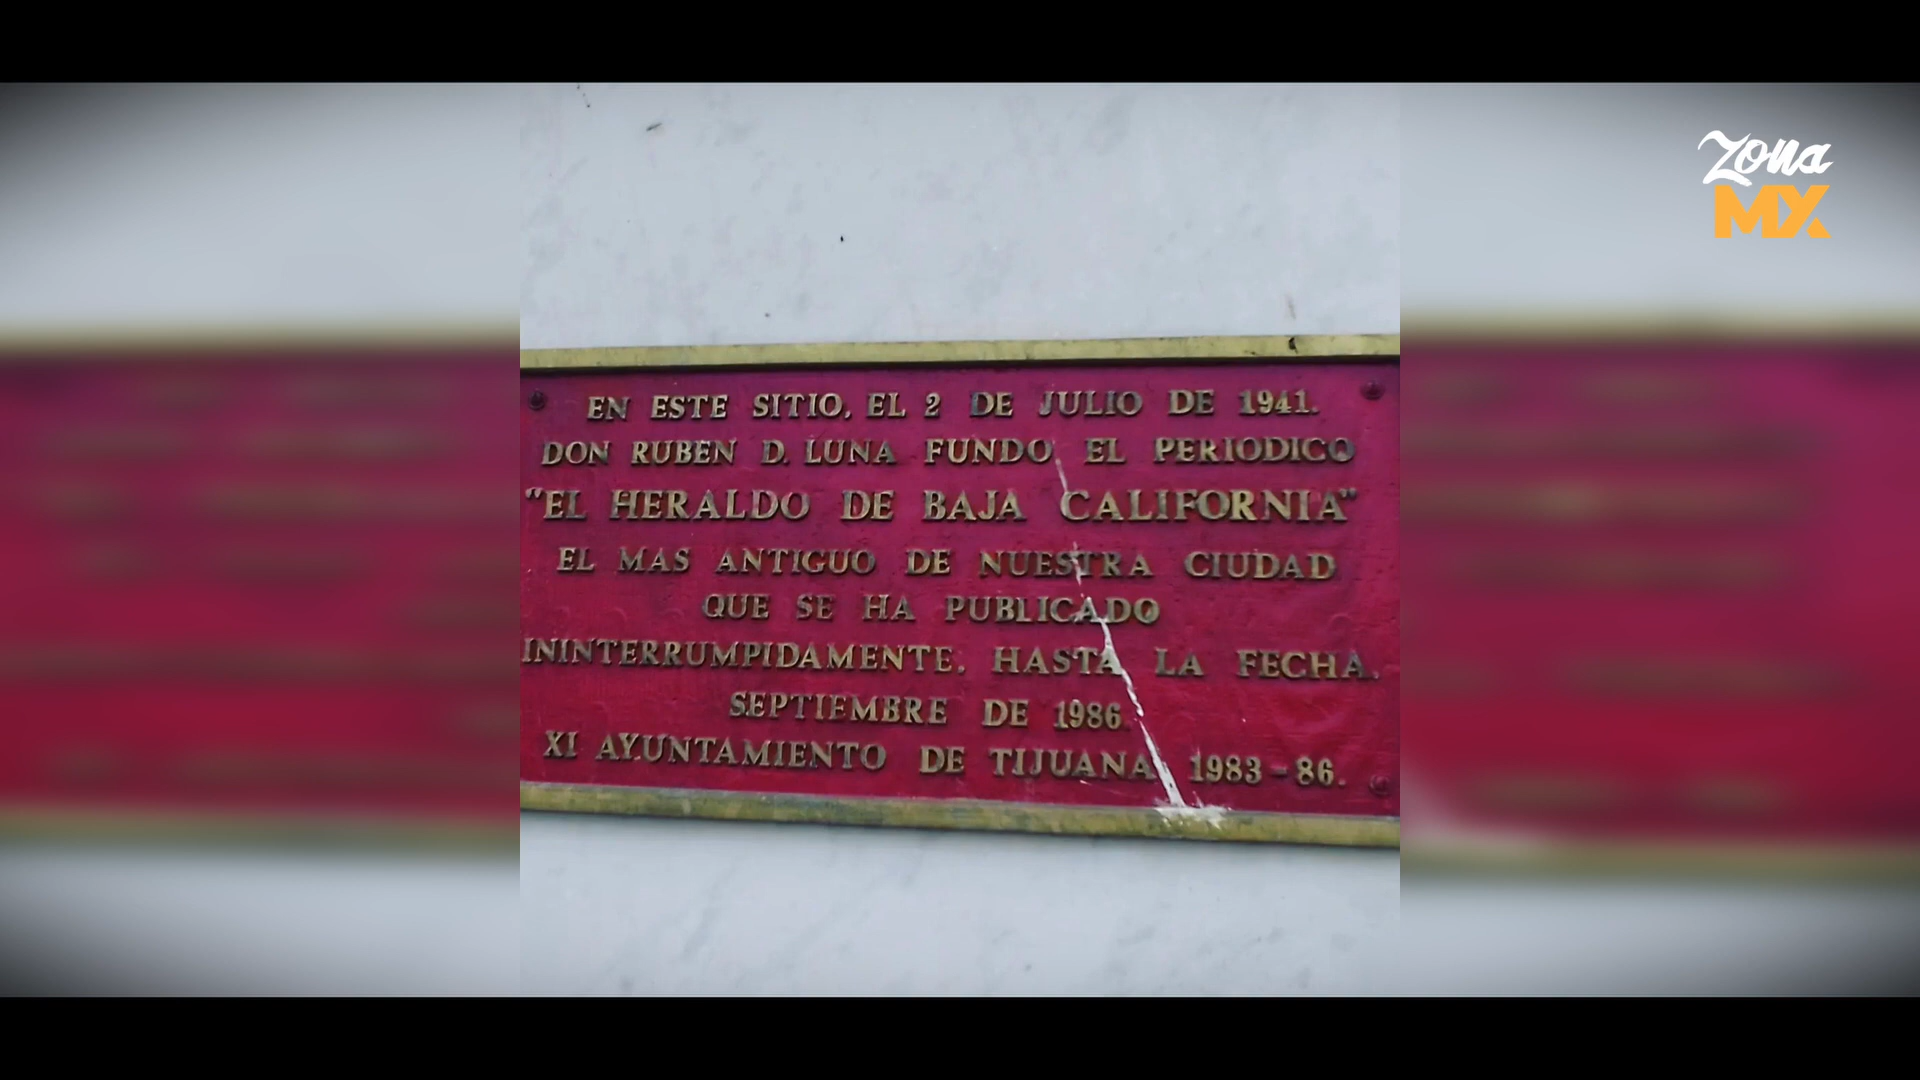 Zona
MX
EN ESTE SITIO, EL 2 DE JULIO DE 1941.
DON RUBEN D. LUNA FUNDO EL PERIODICO
"EL HERALDO DE BAJA CALIFORNIA"
EL MAS ANTIGUO DE NUESTRA CIUDAD
QUE SE HA PUBLICADO
ININTERRUMPIDAMENTE, HASTA LA FECHA.
SEPTIEMBRE DE 1986.
XI AYUNTAMIENTO DE TIJUANA 1983-86.